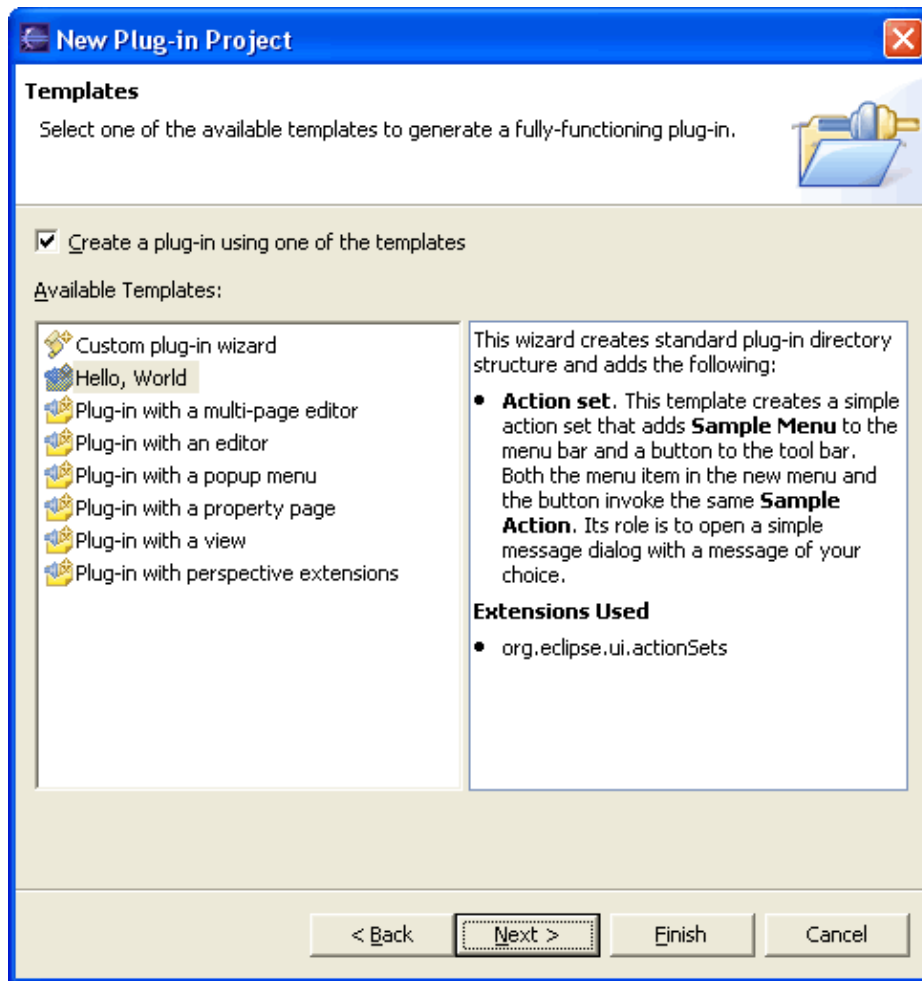 New Plug-in Project
Templates
Select one of the available templates to generate a fully-functioning plug-in.
Create a plug-in using one of the templates
Available Templates:
Custom plug-in wizard
Hello, World
Plug-in with a multi-page editor
Plug-in with an editor
Plug-in with a popup menu
Plug-in with a property page
Plug-in with a view
Plug-in with perspective extensions
This wizard creates standard plug-in directory
structure and adds the following:
• Action set. This template creates a simple
action set that adds Sample Menu to the
menu bar and a button to the tool bar.
Both the menu item in the new menu and
the button invoke the same Sample
Action. Its role is to open a simple
message dialog with a message of your
choice.
Extensions Used
• org.eclipse.ui.actionSets
< Back
Next >
Finish
Cancel